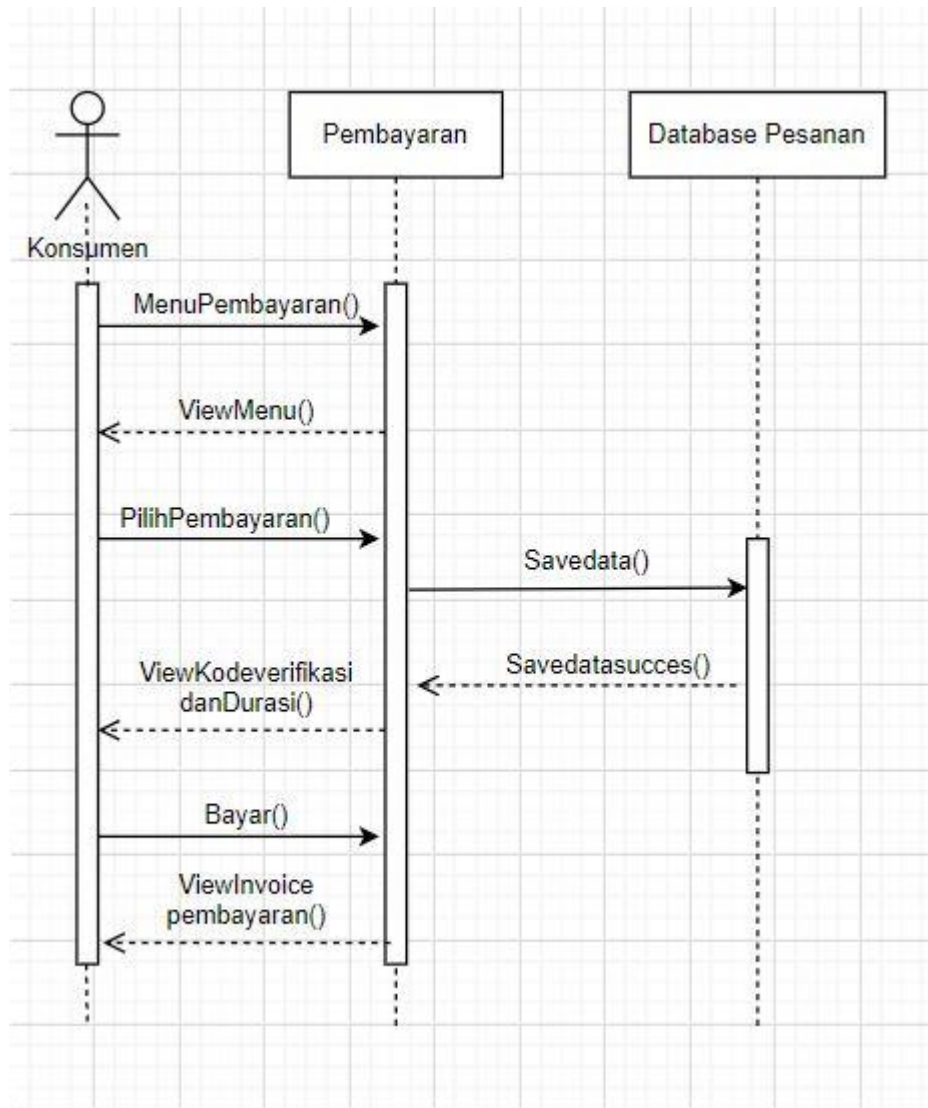 Pembayaran
Database Pesanan
Konsumen
MenuPembayaran()
ViewMenu()
PilihPembayaran()
Savedata()
Savedatasucces()
ViewKodeverifikasi
danDurasi()
Bayar()
ViewInvoice
pembayaran()